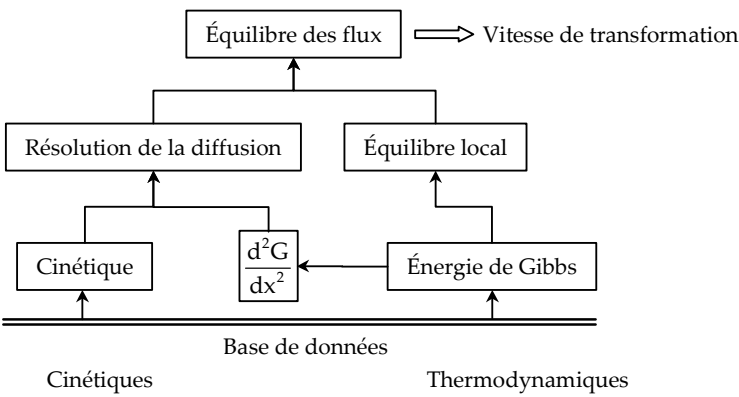 Équilibre des flux
Vitesse de transformation
Résolution de la diffusion
Équilibre local
Cinétique
d²G
dx²
Énergie de Gibbs
Base de données
Cinétiques
Thermodynamiques